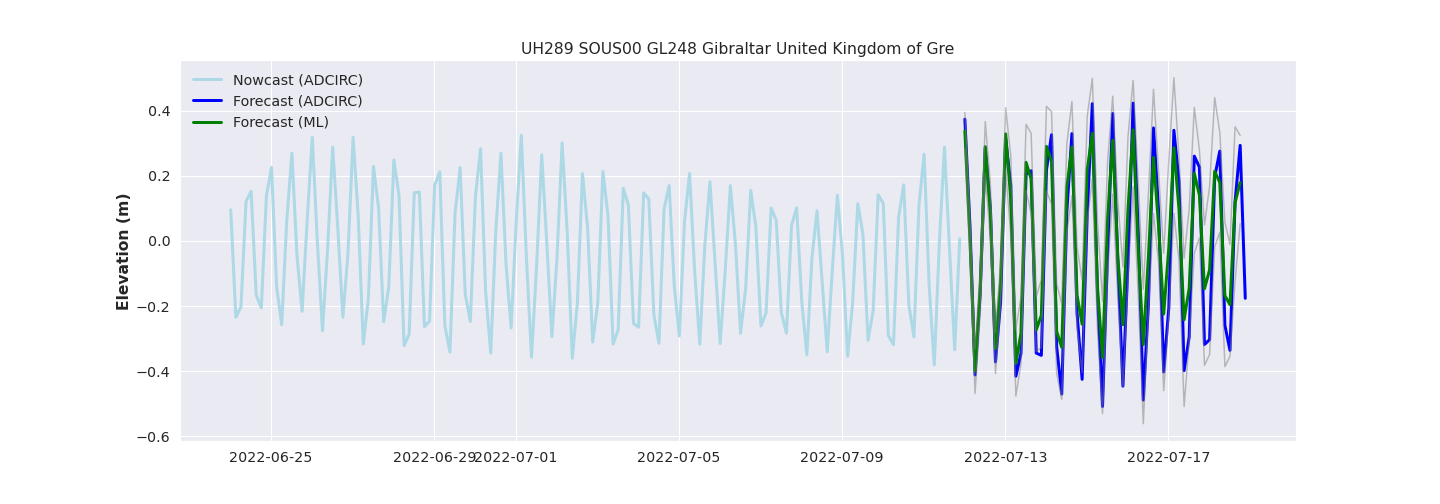 UH289 SOUS00 GL248 Gibraltar United Kingdom of Gre
Nowcast (ADCIRC)
Forecast (ADCIRC)
Forecast (ML)
Elevation (m)
0.4
0.2
0.0
−0.2
−0.4
−0.6
2022-06-25
2022-06-29
2022-07-01
2022-07-05
2022-07-09
2022-07-13
2022-07-17